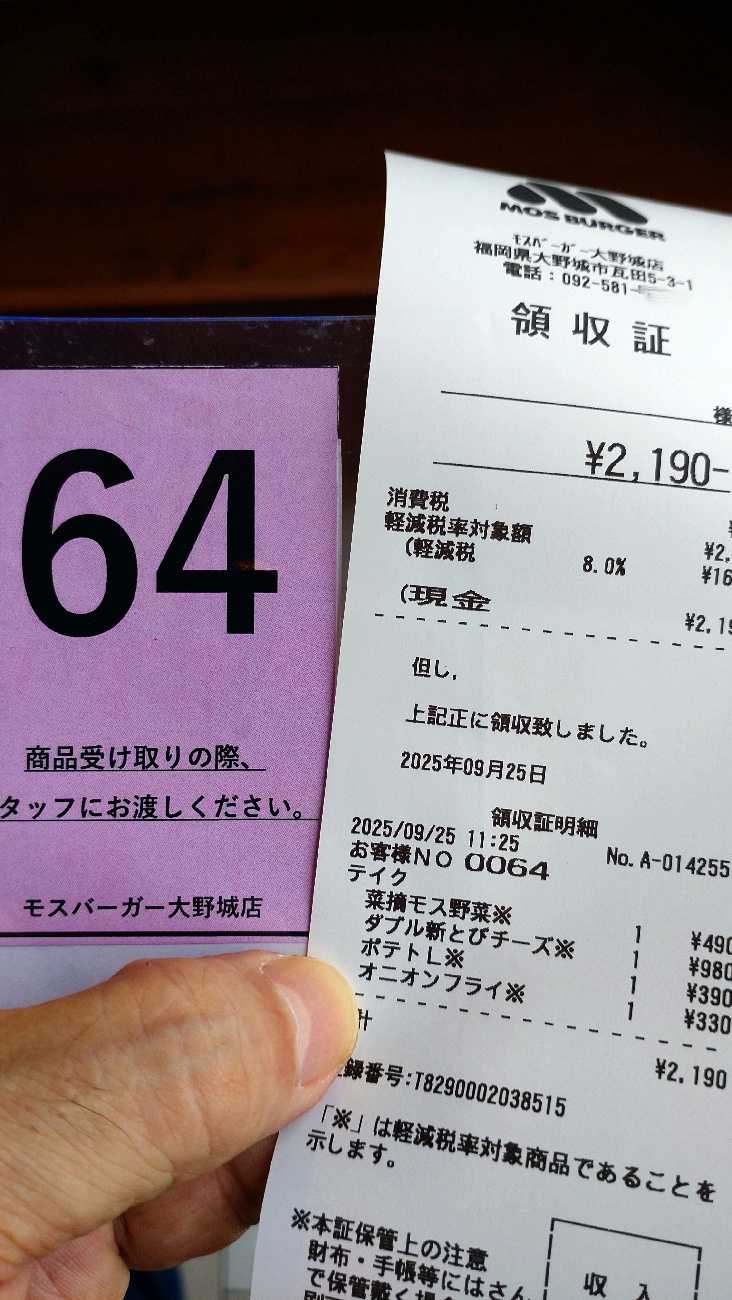 64
商品受け取りの際、
タッフにお渡しください。
モスバーガー大野城店
MOS BURGER
モスバーガー大野城店
福岡県大野城市瓦田5-3-1
電話：092-581-
領収証
様
¥2,190-
消費税
軽減税率対象額 ¥2,
(軽減税 8.0% ¥16
(現金 ¥2,19
但し,
上記正に領収致しました。
2025年09月25日
領収証明細
2025/09/25 11:25
お客様NO 0064 No.A-014255
テイク
菜摘モス野菜※ 1 ¥490
ダブル新とびチーズ※ 1 ¥980
ポテトL※ 1 ¥390
オニオンフライ※ 1 ¥330
計 ¥2,190
録番号:T8290002038515
「※」は軽減税率対象商品であることを
示します。
※本証保管上の注意
財布・手帳等にはさん
で保管戴く場
収 入